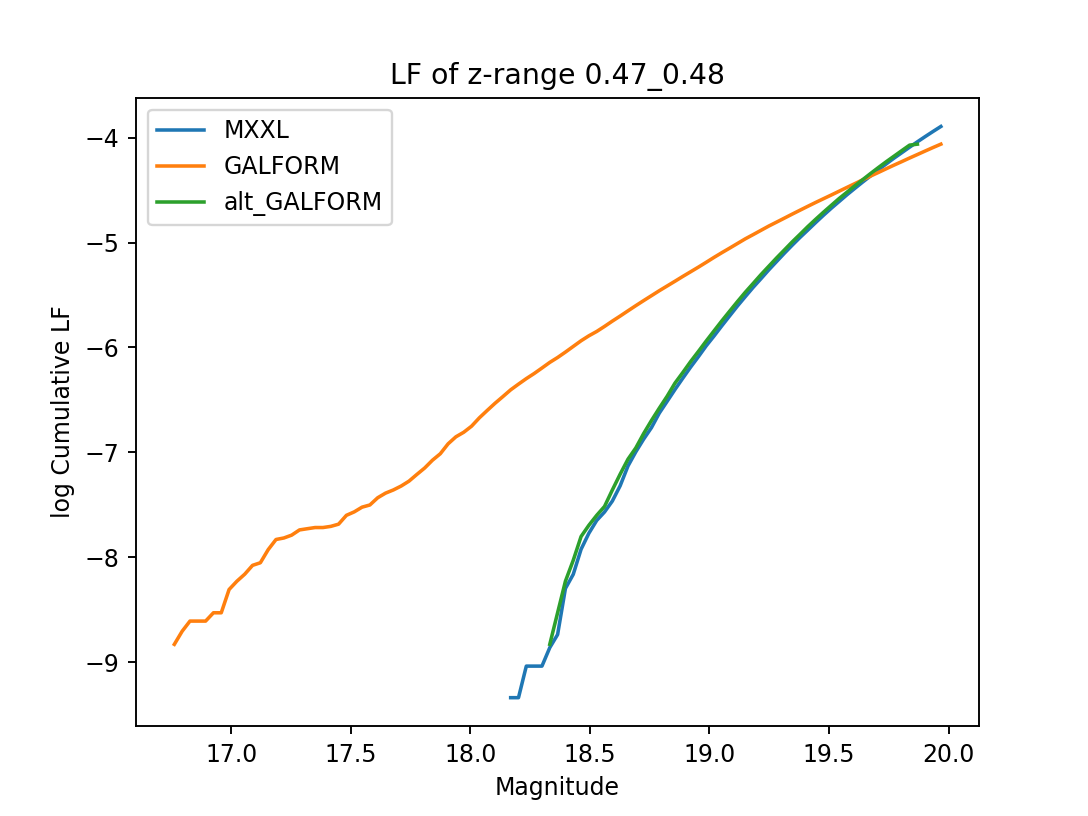 LF of z-range 0.47_0.48
MXXL
GALFORM
alt_GALFORM
−4
−5
−6
−7
−8
−9
log Cumulative LF
17.0 17.5 18.0 18.5 19.0 19.5 20.0
Magnitude